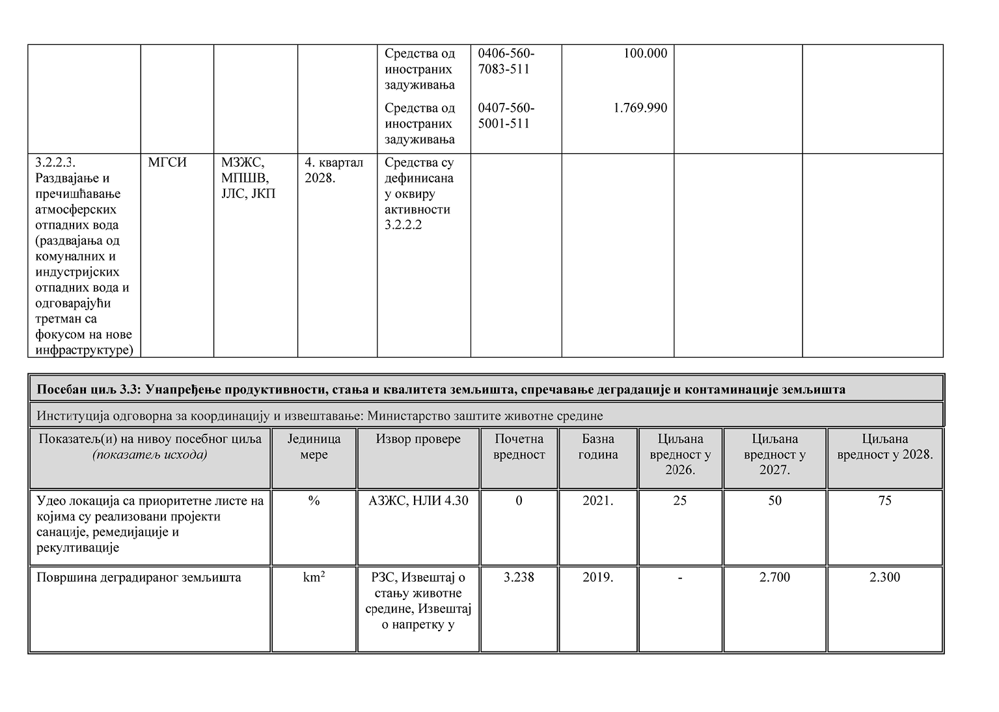 Средства од
иностраних
задуживања
0406-560-
7083-511
100.000
Средства од
иностраних
задуживања
0407-560-
5001-511
1.769.990
3.2.2.3.
Раздвајање и
пречишћавање
атмосферских
отпадних вода
(раздвајања од
комуналних и
индустријских
отпадних вода и
одговарајући
третман са
фокусом на нове
инфраструктуре)
МГСИ
МЗЖС,
МПШВ,
ЈЛС, ЈКП
4. квартал
2028.
Средства су
дефинисана
у оквиру
активности
3.2.2.2
Посебан циљ 3.3: Унапређење продуктивности, стања и квалитета земљишта, спречавање деградације и контаминације земљишта
Институција одговорна за координацију и извештавање: Министарство заштите животне средине
Показатељ(и) на нивоу посебног циља
(показатељ исхода)
Јединица
мере
Извор провере
Почетна
вредност
Базна
година
Циљана
вредност у
2026.
Циљана
вредност у
2027.
Циљана
вредност у 2028.
Удео локација са приоритетне листе на
којима су реализовани пројекти
санације, ремедијације и
рекултивације
%
АЗЖС, НЛИ 4.30
0
2021.
25
50
75
Површина деградираног земљишта
km²
РЗС, Извештај о
стању животне
средине, Извештај
о напретку у
3.238
2019.
-
2.700
2.300